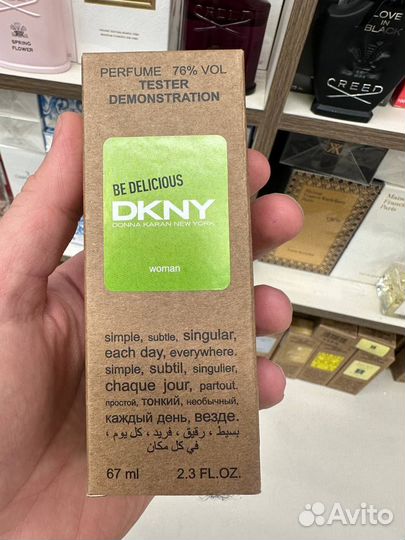 PERFUME 76% VOL
TESTER
DEMONSTRATION
BE DELICIOUS
DKNY
DONNA KARAN NEW YORK
woman
simple, subtle, singular,
each day, everywhere.
simple, subtil, singulier,
chaque jour, partout.
простой, тонкий, необычный,
каждый день, везде.
بسيط ، رقيق ، فريد ، كل يوم ،
في كل مكان
67 ml 2.3 FL.OZ.
SPRING
FLOWER
CREED
LOVE
IN
BLACK
CREED
Paris
Avito